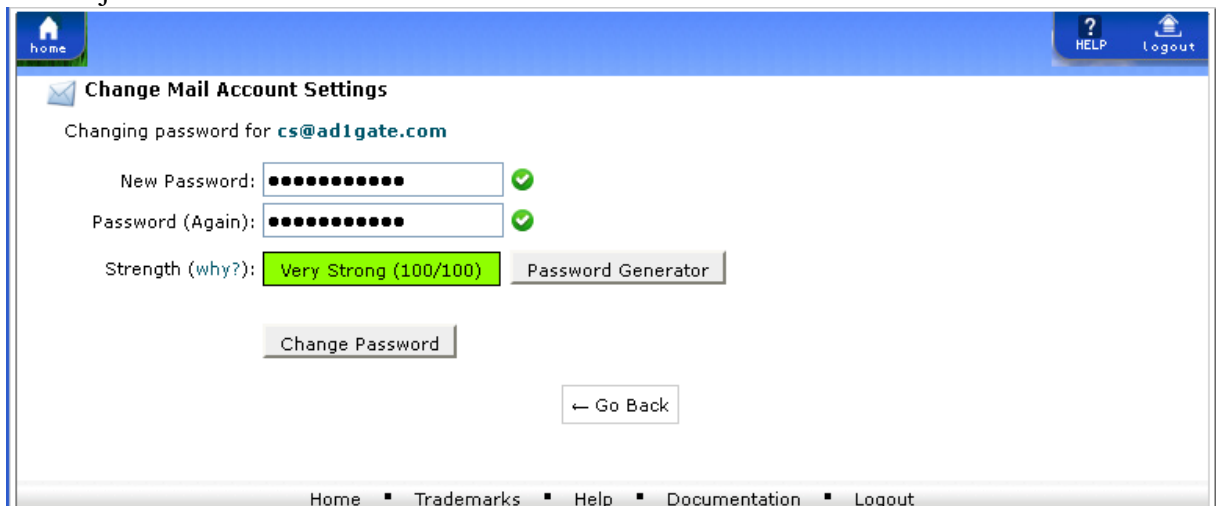 home
? HELP
logout
Change Mail Account Settings
Changing password for cs@ad1gate.com
New Password: ●●●●●●●●●●●
Password (Again): ●●●●●●●●●●●
Strength (why?): Very Strong (100/100) Password Generator
Change Password
← Go Back
Home ▪ Trademarks ▪ Help ▪ Documentation ▪ Logout